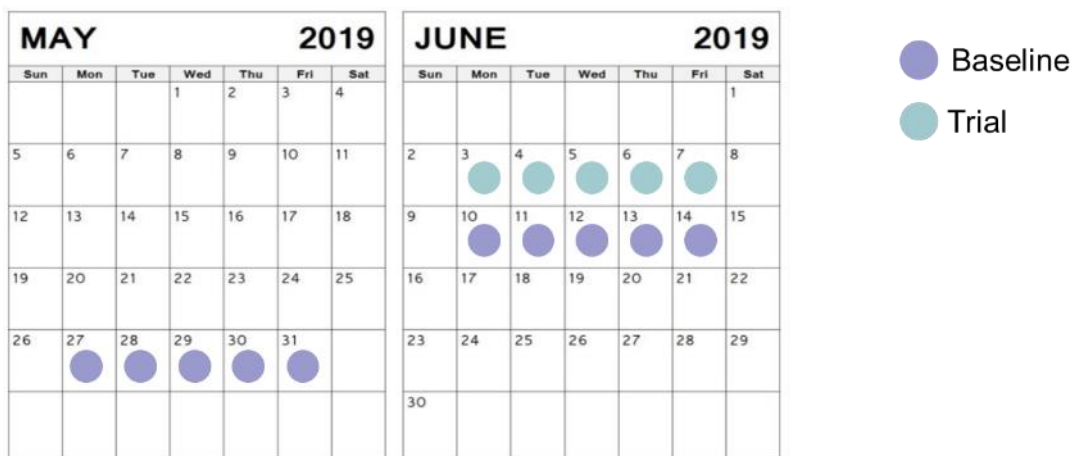 MAY 2019
Sun Mon Tue Wed Thu Fri Sat
1 2 3 4
5 6 7 8 9 10 11
12 13 14 15 16 17 18
19 20 21 22 23 24 25
26 27 28 29 30 31
JUNE 2019
Sun Mon Tue Wed Thu Fri Sat
1
2 3 4 5 6 7 8
9 10 11 12 13 14 15
16 17 18 19 20 21 22
23 24 25 26 27 28 29
30
Baseline
Trial